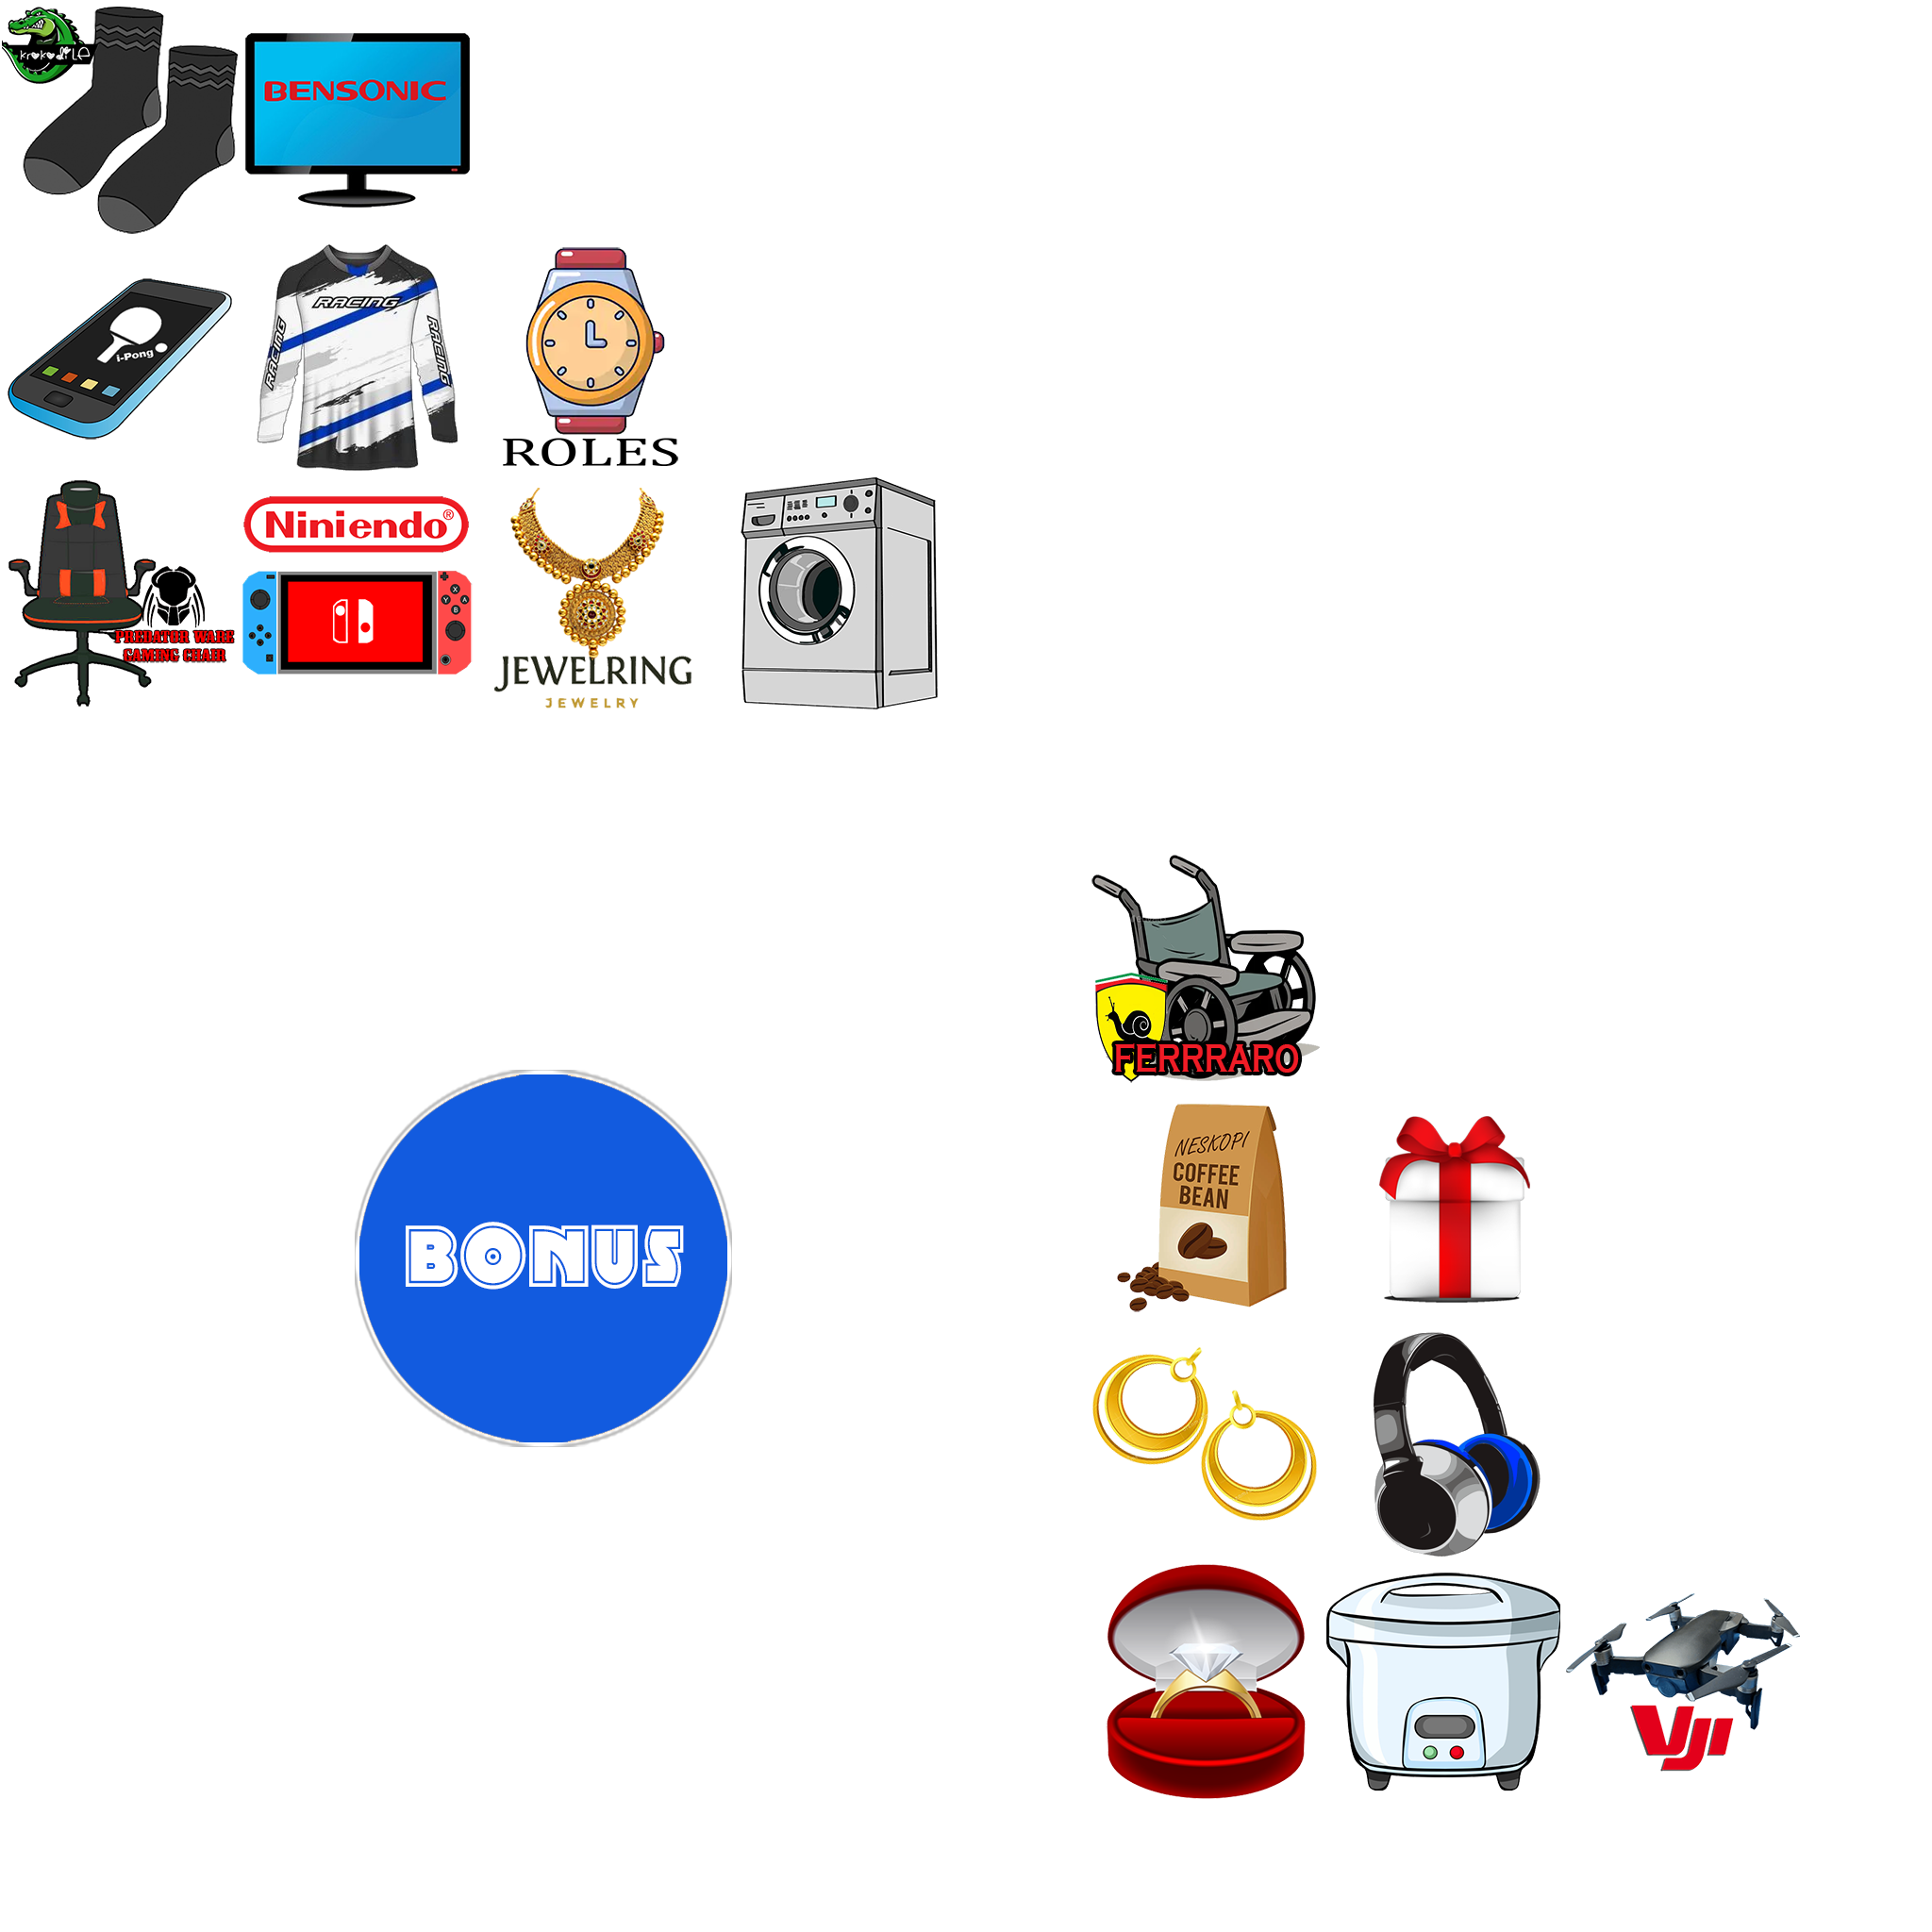 krokodile
BENSONIC
i-Pong
RACING
RACING
RACING
ROLES
PREDATOR WARE
GAMING CHAIR
Niniendo®
X
Y A
B
JEWELRING
JEWELRY
FERRRARO
NESKOPI
COFFEE
BEAN
BONUS
VJI